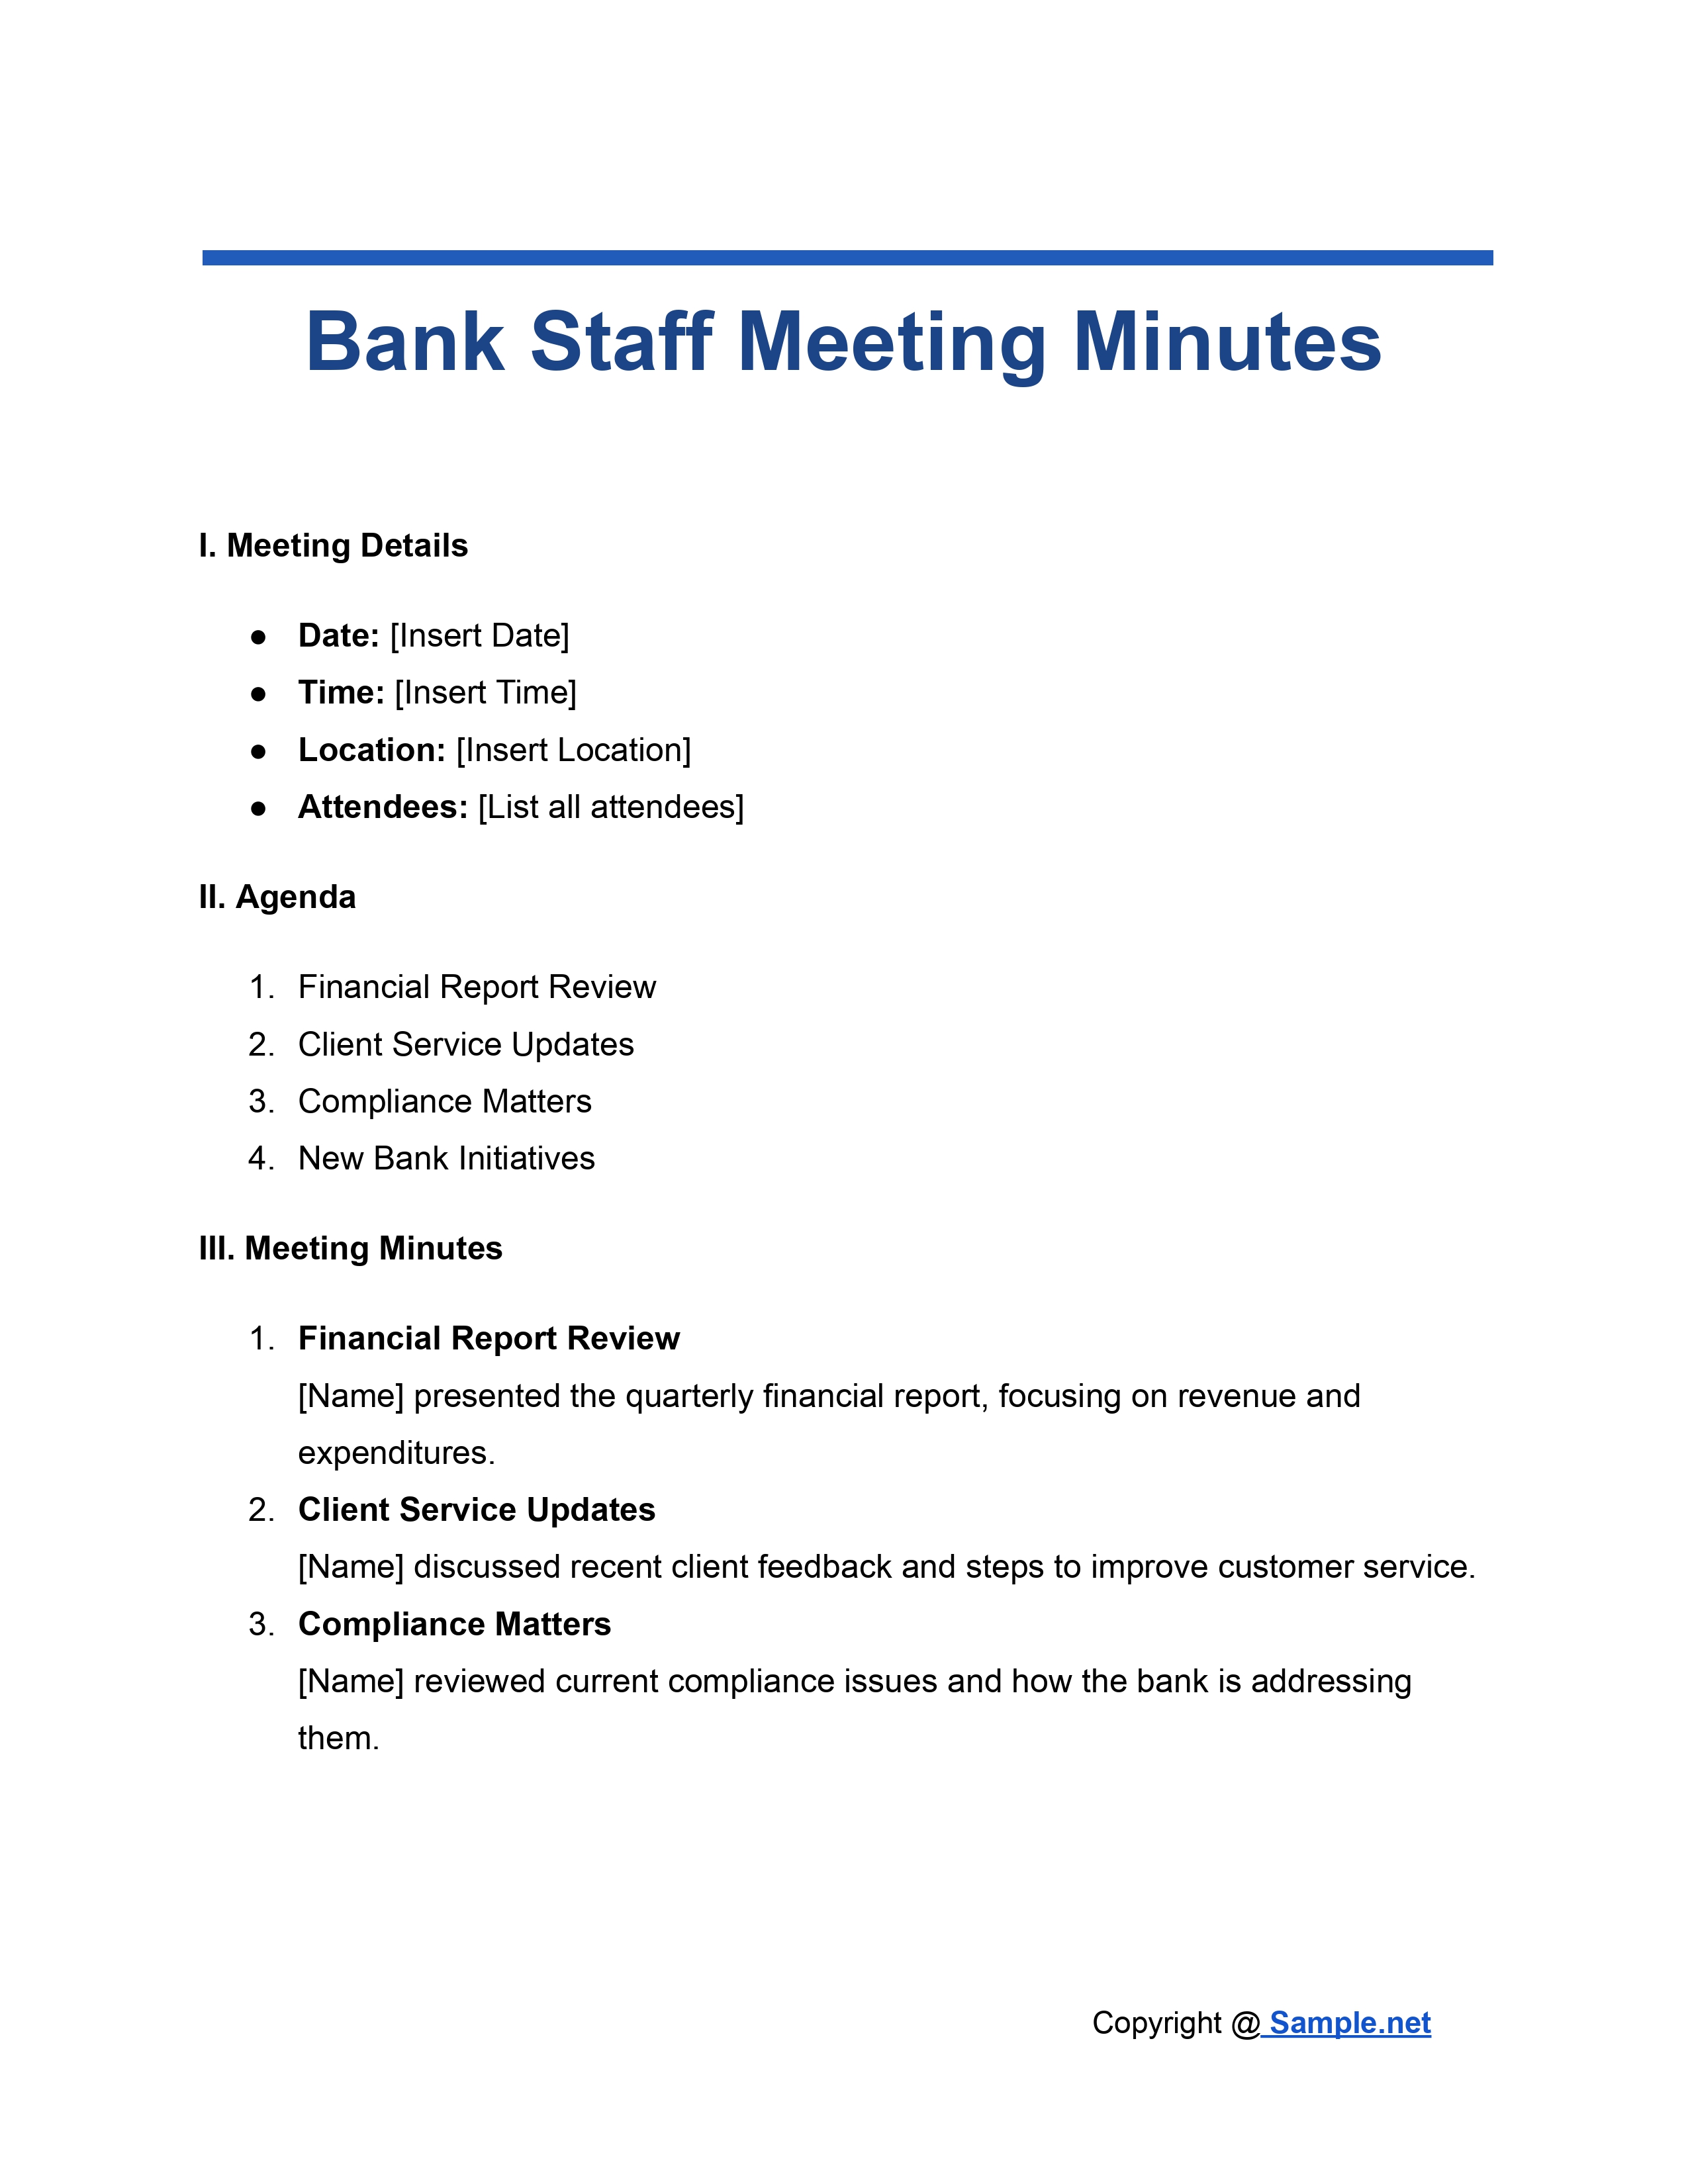 Bank Staff Meeting Minutes
I. Meeting Details
● Date: [Insert Date]
● Time: [Insert Time]
● Location: [Insert Location]
● Attendees: [List all attendees]
II. Agenda
1. Financial Report Review
2. Client Service Updates
3. Compliance Matters
4. New Bank Initiatives
III. Meeting Minutes
1. Financial Report Review
[Name] presented the quarterly financial report, focusing on revenue and
expenditures.
2. Client Service Updates
[Name] discussed recent client feedback and steps to improve customer service.
3. Compliance Matters
[Name] reviewed current compliance issues and how the bank is addressing
them.
Copyright @ Sample.net